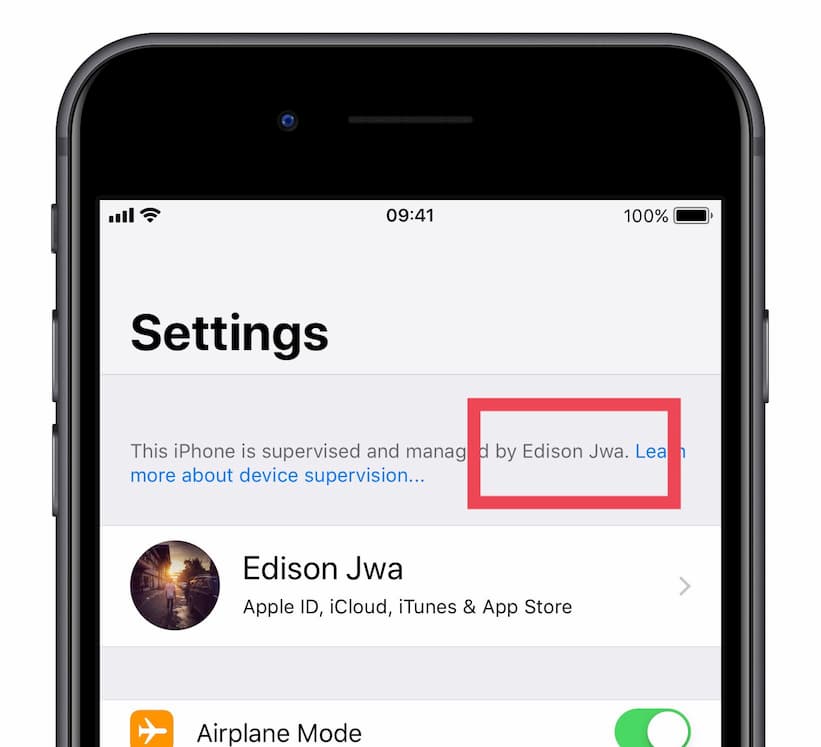 09:41
100%
Settings
This iPhone is supervised and managed by Edison Jwa. Learn
more about device supervision...
Edison Jwa
Apple ID, iCloud, iTunes & App Store
Airplane Mode